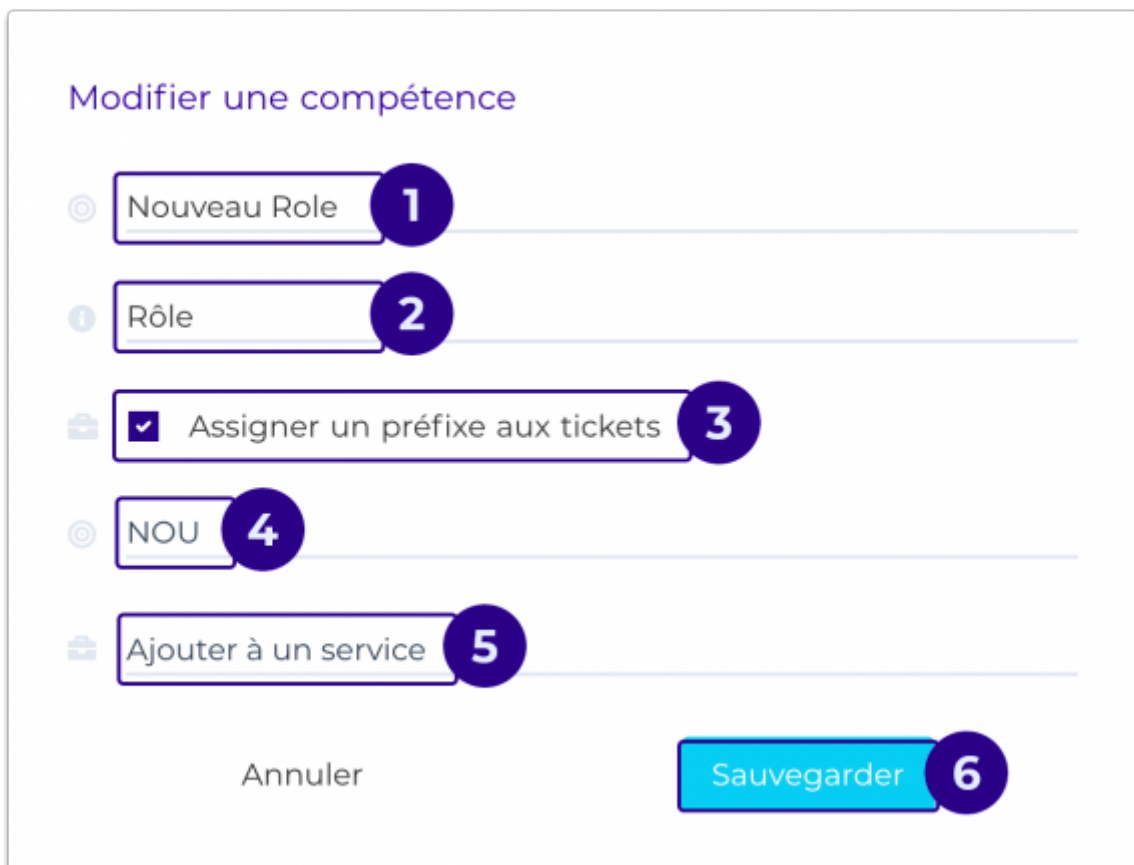 Modifier une compétence
Nouveau Role 1
Rôle 2
Assigner un préfixe aux tickets 3
NOU 4
Ajouter à un service 5
Annuler Sauvegarder 6